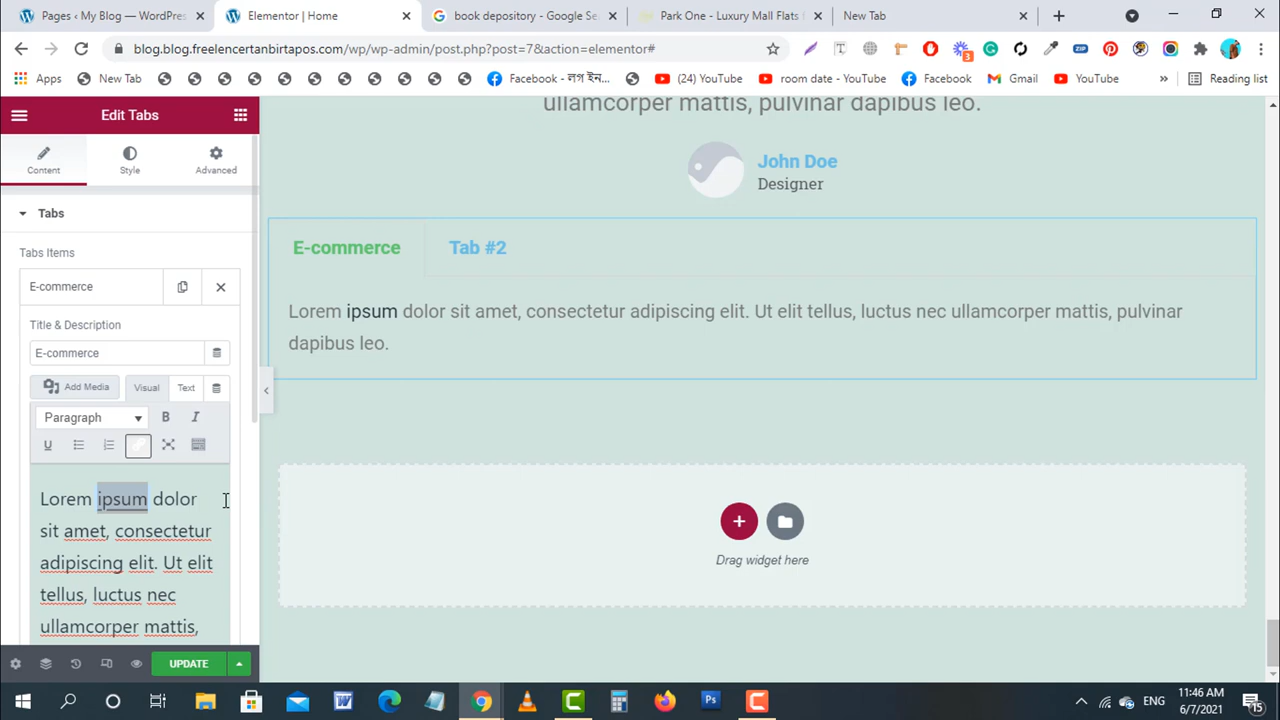 Pages ‹ My Blog — WordPres
Elementor | Home
book depository - Google Se
Park One - Luxury Mall Flats f
New Tab
blog.blog.freelencertanbirtapos.com/wp/wp-admin/post.php?post=7&action=elementor#
Apps
New Tab
Facebook - লগ ইন...
(24) YouTube
room date - YouTube
Facebook
Gmail
YouTube
»
Reading list
Edit Tabs
Content
Style
Advanced
Tabs
Tabs Items
E-commerce
Title & Description
E-commerce
Add Media
Visual
Text
Paragraph
B
I
U
Lorem ipsum dolor
sit amet, consectetur
adipiscing elit. Ut elit
tellus, luctus nec
ullamcorper mattis,
UPDATE
ullamcorper mattis, pulvinar dapibus leo.
John Doe
Designer
E-commerce
Tab #2
Lorem ipsum dolor sit amet, consectetur adipiscing elit. Ut elit tellus, luctus nec ullamcorper mattis, pulvinar
dapibus leo.
Drag widget here
ENG
11:46 AM
6/7/2021
15